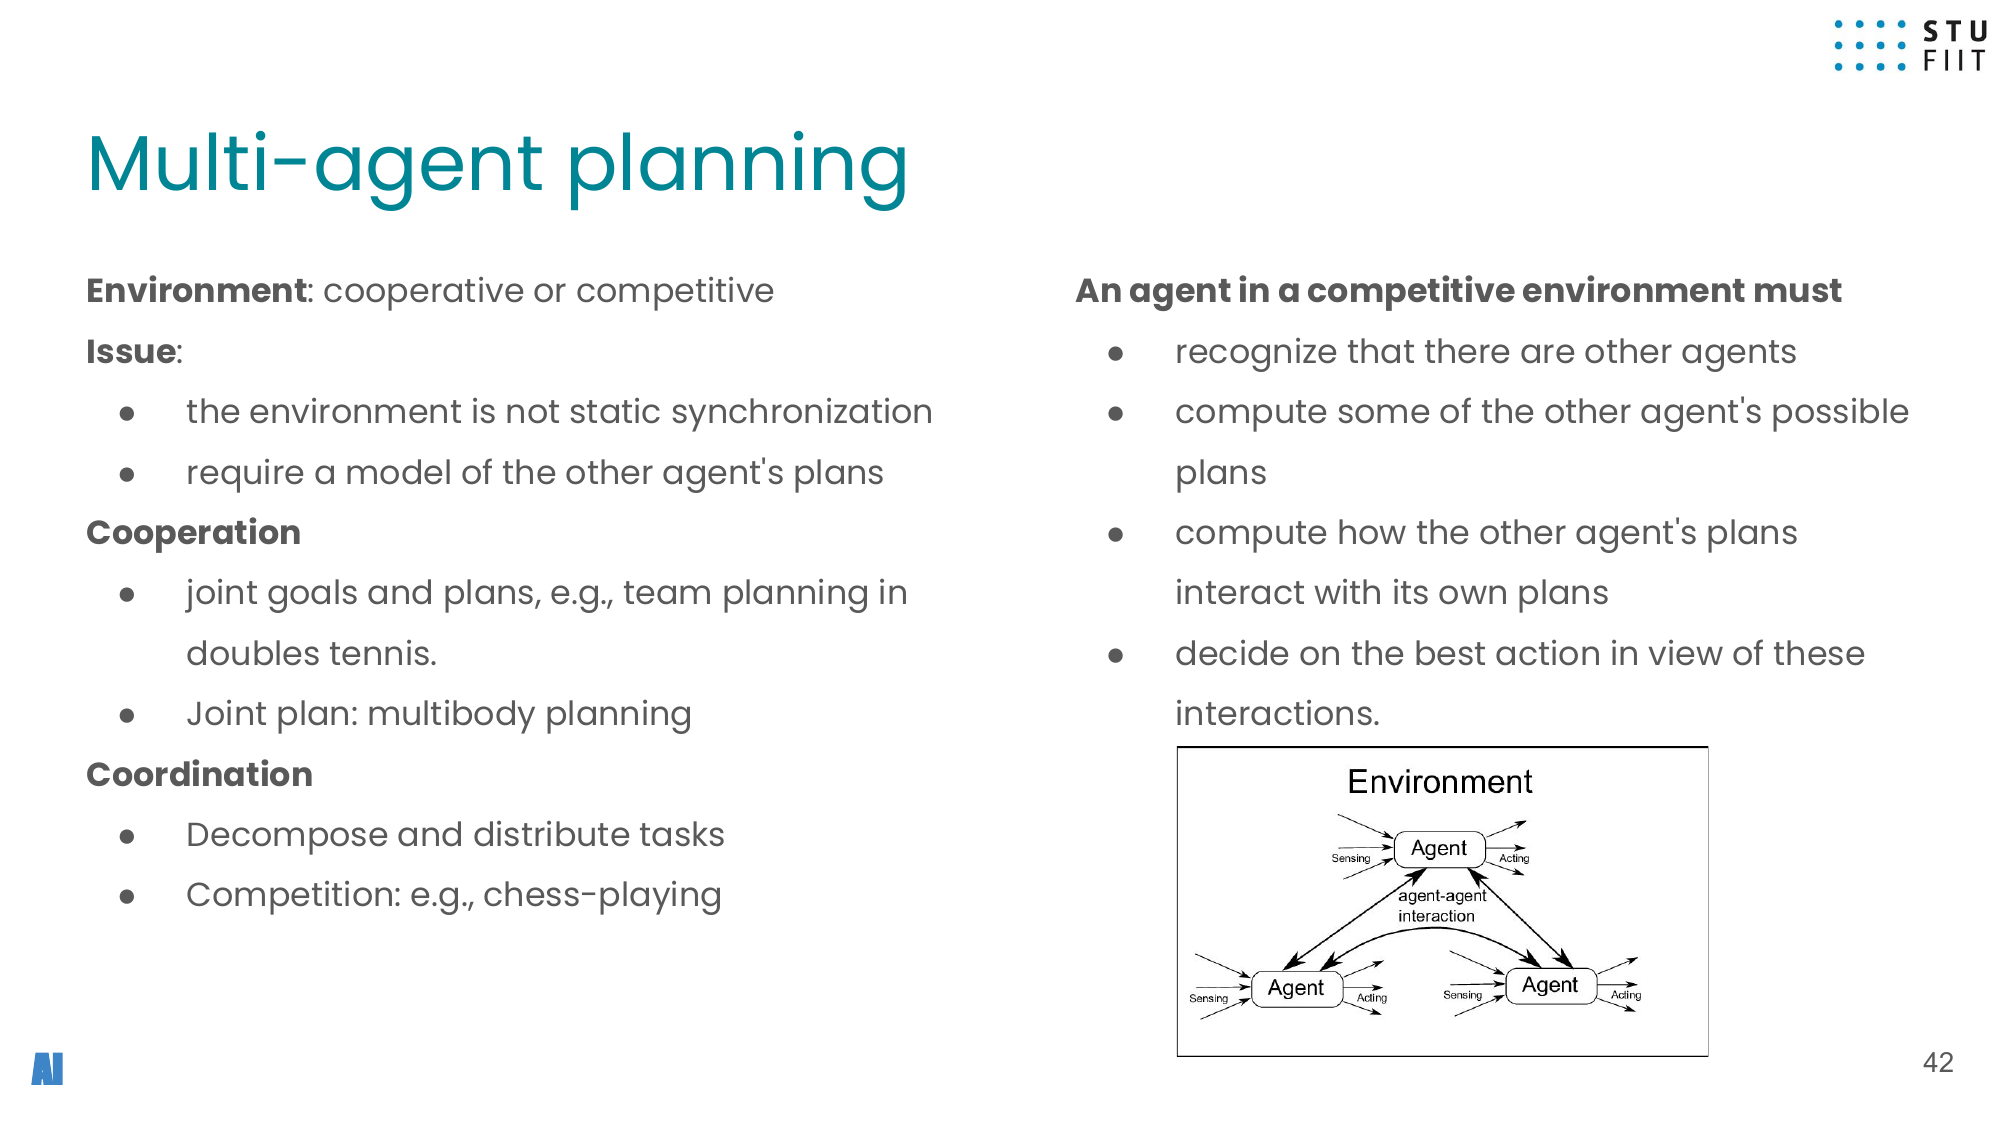 STU
FIIT
Multi-agent planning
Environment: cooperative or competitive
Issue:
● the environment is not static synchronization
● require a model of the other agent's plans
Cooperation
● joint goals and plans, e.g., team planning in
doubles tennis.
● Joint plan: multibody planning
Coordination
● Decompose and distribute tasks
● Competition: e.g., chess-playing
An agent in a competitive environment must
● recognize that there are other agents
● compute some of the other agent's possible
plans
● compute how the other agent's plans
interact with its own plans
● decide on the best action in view of these
interactions.
Environment
Sensing
Agent
Acting
agent-agent
interaction
Sensing
Agent
Acting
Sensing
Agent
Acting
AI
42